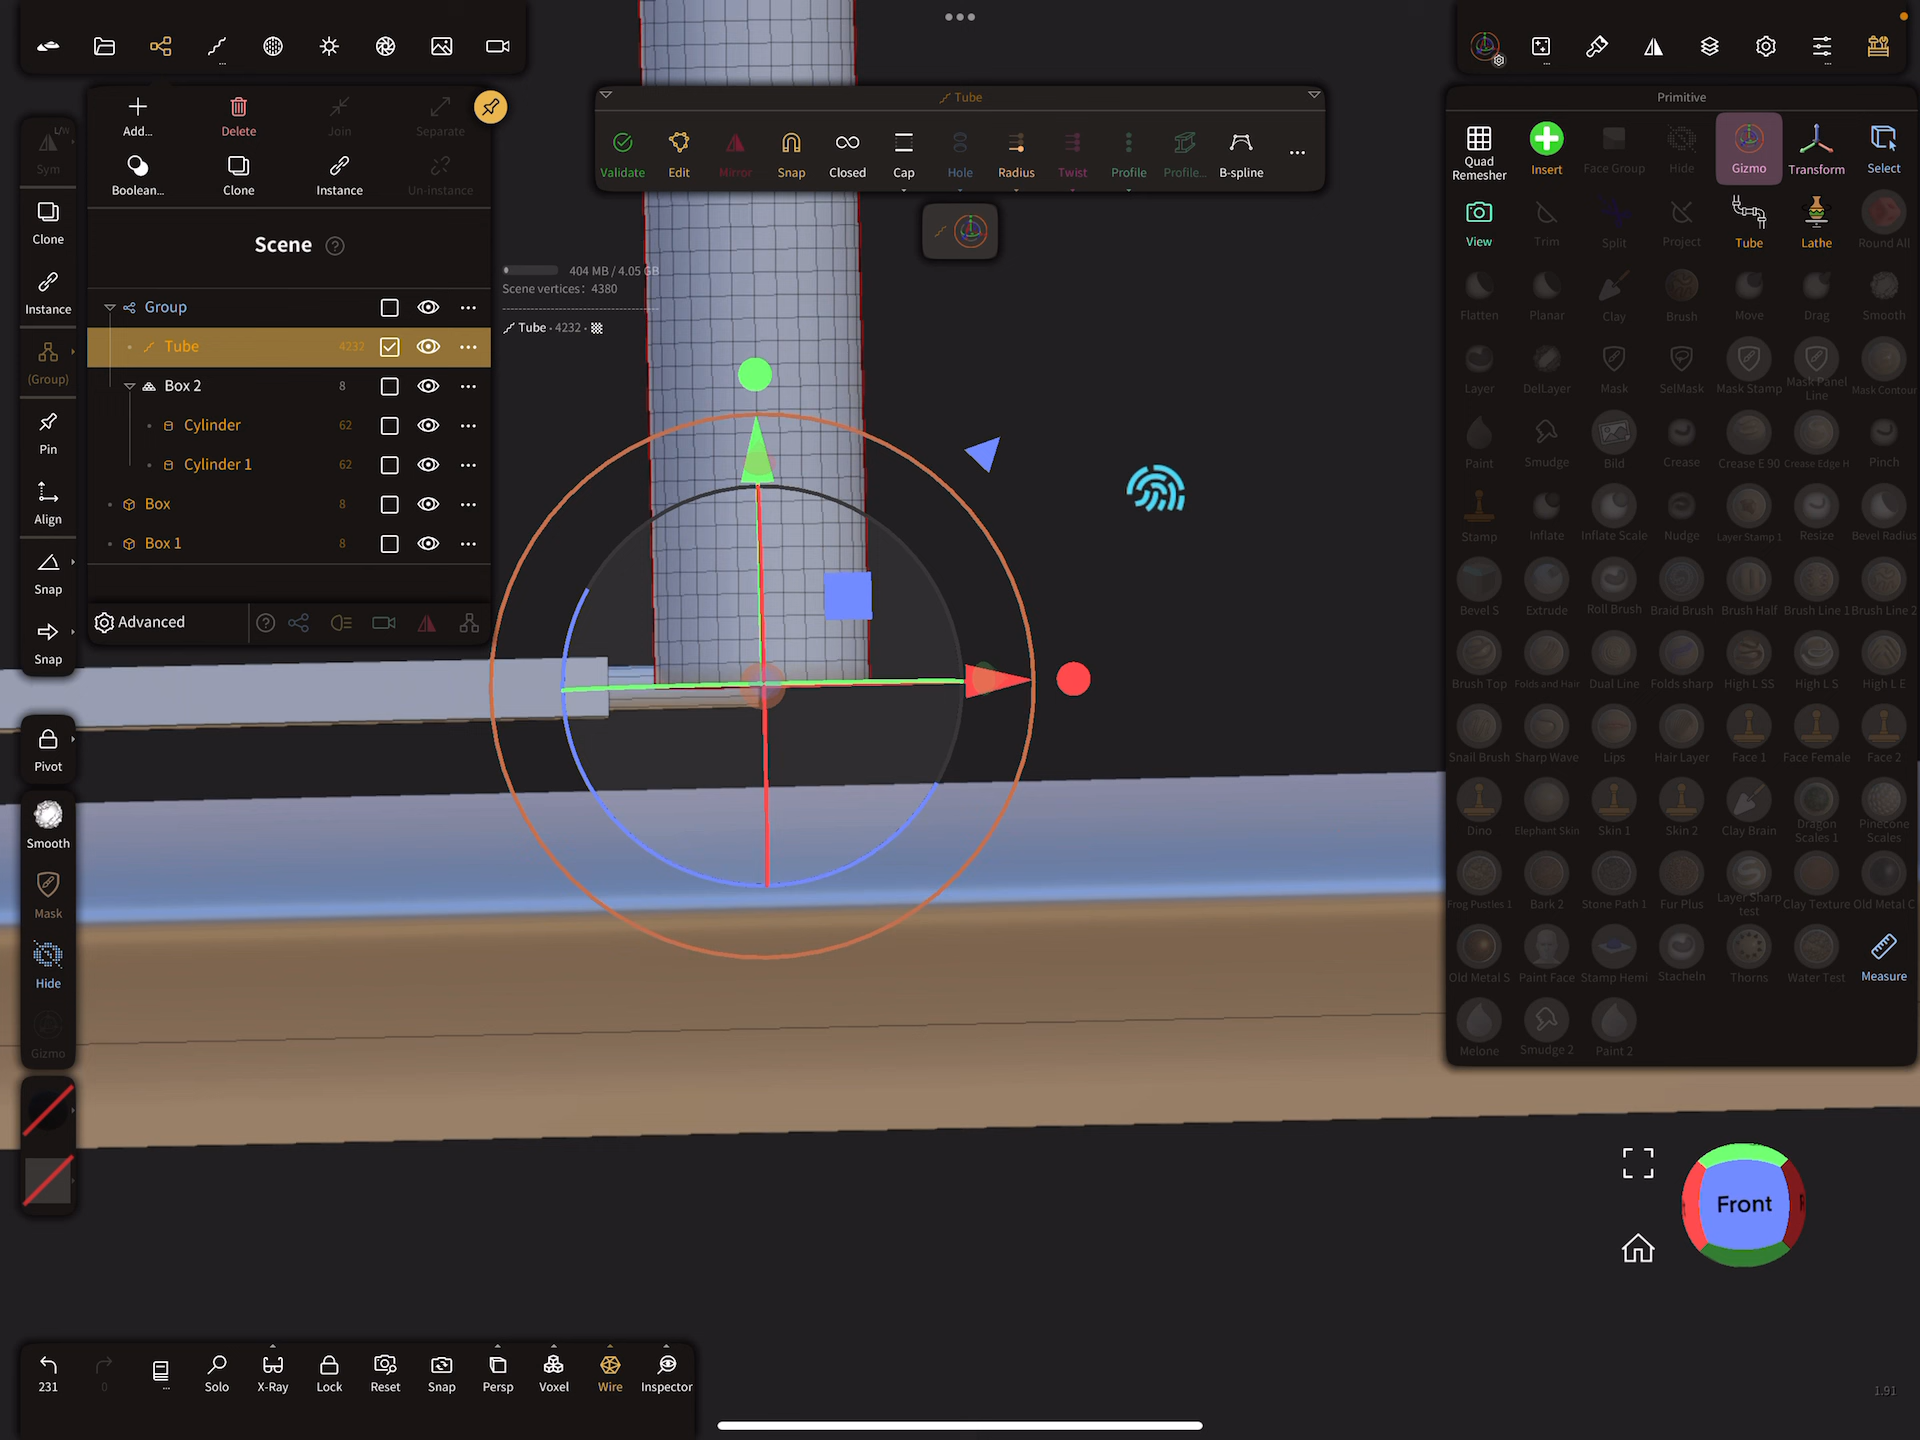 Add...
Delete
Join
Separate
Boolean...
Clone
Instance
Un-instance
Scene ?
Group
Tube 4232
Box 2 8
Cylinder 62
Cylinder 1 62
Box 8
Box 1 8
Advanced
L/W
Sym
Clone
Instance
(Group)
Pin
Align
Snap
Snap
Pivot
Smooth
Mask
Hide
Gizmo
404 MB / 4.05 GB
Scene vertices: 4380
Tube · 4232 ·
Tube
Validate
Edit
Mirror
Snap
Closed
Cap
Hole
Radius
Twist
Profile
Profile...
B-spline
Primitive
Quad Remesher
Insert
Face Group
Hide
Gizmo
Transform
Select
View
Trim
Split
Project
Tube
Lathe
Round All
Flatten
Planar
Clay
Brush
Move
Drag
Smooth
Layer
DelLayer
Mask
SelMask
Mask Stamp
Mask Panel Line
Mask Contour
Paint
Smudge
Bild
Crease
Crease E 90
Crease Edge H
Pinch
Stamp
Inflate
Inflate Scale
Nudge
Layer Stamp 1
Resize
Bevel Radius
Bevel S
Extrude
Roll Brush
Braid Brush
Brush Half
Brush Line 1
Brush Line 2
Brush Top
Folds and Hair
Dual Line
Folds sharp
High L SS
High L S
High L E
Snail Brush
Sharp Wave
Lips
Hair Layer
Face 1
Face Female
Face 2
Dino
Elephant Skin
Skin 1
Skin 2
Clay Brain
Dragon Scales 1
Pinecone Scales
Frog Pustles 1
Bark 2
Stone Path 1
Fur Plus
Layer Sharp test
Clay Texture
Old Metal C
Old Metal S
Paint Face
Stamp Hemi
Stacheln
Thorns
Water Test
Measure
Melone
Smudge 2
Paint 2
Front
231
0
Solo
X-Ray
Lock
Reset
Snap
Persp
Voxel
Wire
Inspector
1.91